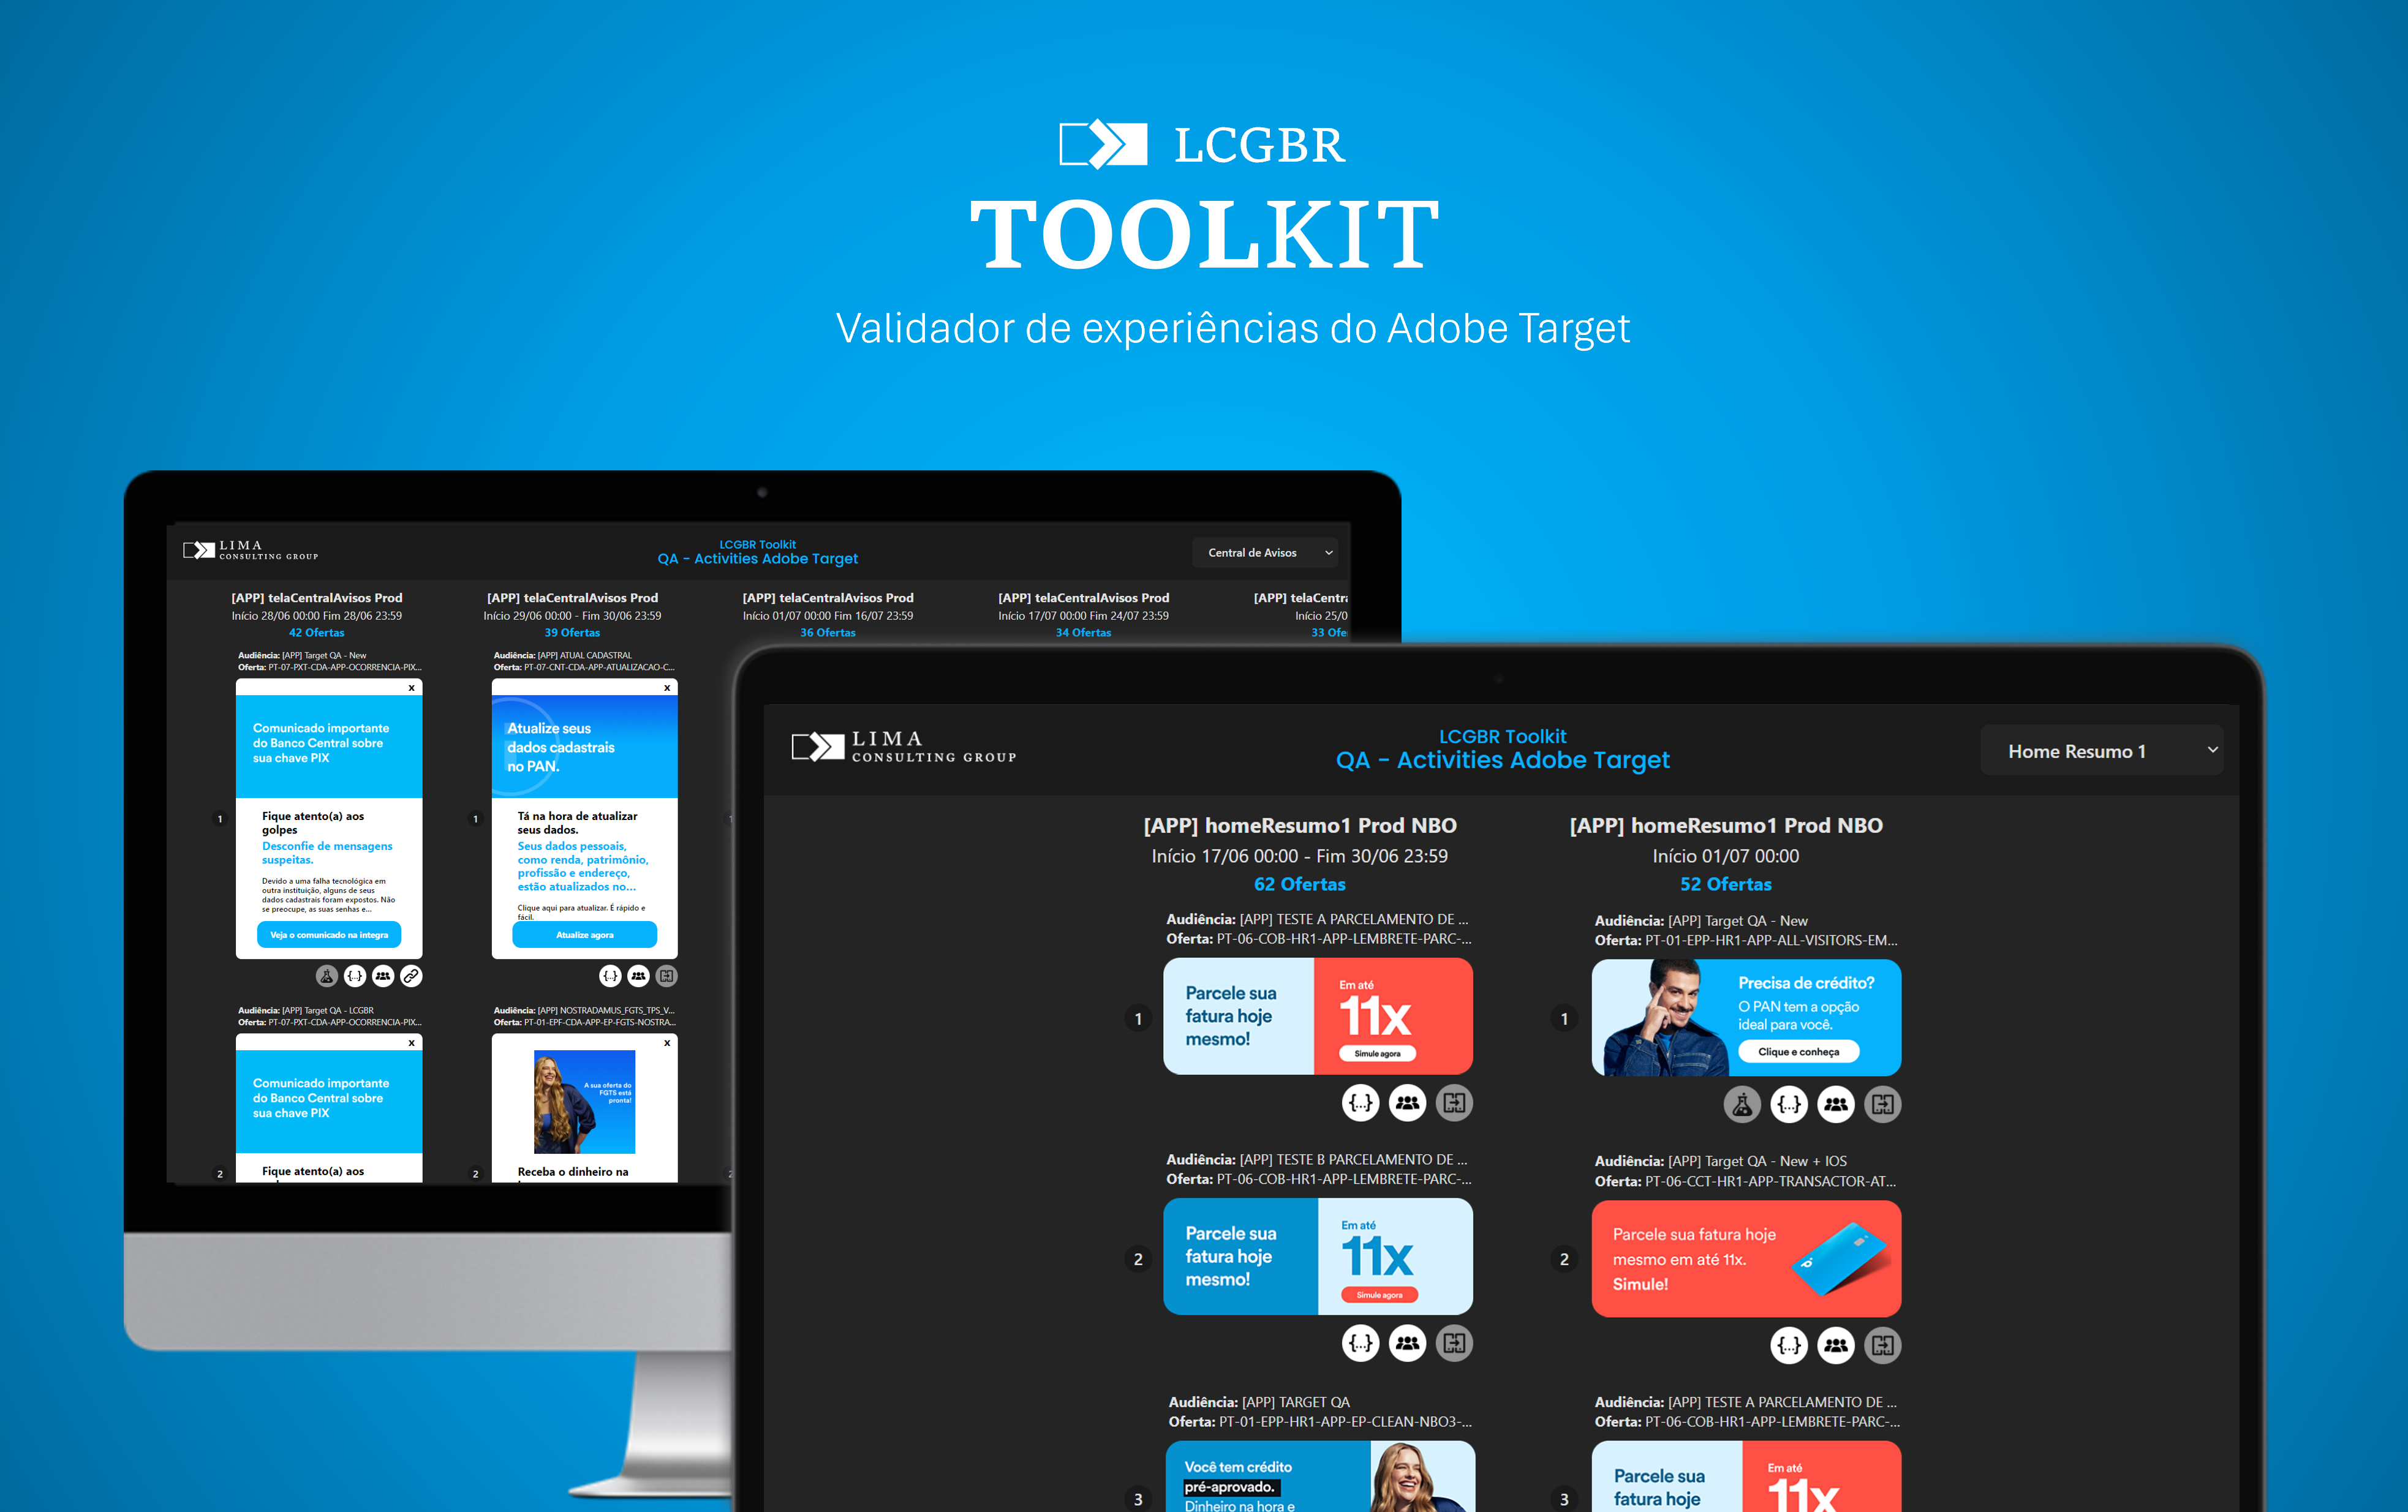 LCGBR
TOOLKIT
Validador de experiências do Adobe Target
LIMA
CONSULTING GROUP
LCGBR Toolkit
QA - Activities Adobe Target
Central de Avisos
[APP] telaCentralAvisos Prod
Início 28/06 00:00 Fim 28/06 23:59
42 Ofertas
[APP] telaCentralAvisos Prod
Início 29/06 00:00 - Fim 30/06 23:59
39 Ofertas
[APP] telaCentralAvisos Prod
Início 01/07 00:00 Fim 16/07 23:59
36 Ofertas
[APP] telaCentralAvisos Prod
Início 17/07 00:00 Fim 24/07 23:59
34 Ofertas
[APP] telaCentra
Início 25/0
33 Ofe
Audiência: [APP] Target QA - New
Oferta: PT-07-PXT-CDA-APP-OCORRENCIA-PIX...
x
Comunicado importante
do Banco Central sobre
sua chave PIX
1
Fique atento(a) aos
golpes
Desconfie de mensagens
suspeitas.
Devido a uma falha tecnológica em
outra instituição, alguns de seus
dados cadastrais foram expostos. Não
se preocupe, as suas senhas e...
Veja o comunicado na íntegra
{...}
Audiência: [APP] ATUAL CADASTRAL
Oferta: PT-07-CNT-CDA-APP-ATUALIZACAO-C...
x
Atualize seus
dados cadastrais
no PAN.
1
Tá na hora de atualizar
seus dados.
Seus dados pessoais,
como renda, patrimônio,
profissão e endereço,
estão atualizados no...
Clique aqui para atualizar. É rápido e
fácil.
Atualize agora
{...}
Audiência: [APP] Target QA - LCGBR
Oferta: PT-07-PXT-CDA-APP-OCORRENCIA-PIX...
x
Comunicado importante
do Banco Central sobre
sua chave PIX
2
Fique atento(a) aos
Audiência: [APP] NOSTRADAMUS_FGTS_TPS_V...
Oferta: PT-01-EPF-CDA-APP-EP-FGTS-NOSTRA...
x
A sua oferta do
FGTS está
pronta!
2
Receba o dinheiro na
LIMA
CONSULTING GROUP
LCGBR Toolkit
QA - Activities Adobe Target
Home Resumo 1
[APP] homeResumo1 Prod NBO
Início 17/06 00:00 - Fim 30/06 23:59
62 Ofertas
Audiência: [APP] TESTE A PARCELAMENTO DE ...
Oferta: PT-06-COB-HR1-APP-LEMBRETE-PARC-...
1
Parcele sua
fatura hoje
mesmo!
Em até
11x
Simule agora
{...}
Audiência: [APP] TESTE B PARCELAMENTO DE ...
Oferta: PT-06-COB-HR1-APP-LEMBRETE-PARC-...
2
Parcele sua
fatura hoje
mesmo!
Em até
11x
Simule agora
{...}
Audiência: [APP] TARGET QA
Oferta: PT-01-EPP-HR1-APP-EP-CLEAN-NBO3-...
3
Você tem crédito
pré-aprovado.
Dinheiro na hora e
[APP] homeResumo1 Prod NBO
Início 01/07 00:00
52 Ofertas
Audiência: [APP] Target QA - New
Oferta: PT-01-EPP-HR1-APP-ALL-VISITORS-EM...
1
Precisa de crédito?
O PAN tem a opção
ideal para você.
Clique e conheça
{...}
Audiência: [APP] Target QA - New + IOS
Oferta: PT-06-CCT-HR1-APP-TRANSACTOR-AT...
2
Parcele sua fatura hoje
mesmo em até 11x.
Simule!
{...}
Audiência: [APP] TESTE A PARCELAMENTO DE ...
Oferta: PT-06-COB-HR1-APP-LEMBRETE-PARC-...
3
Parcele sua
fatura hoje
Em até
11x